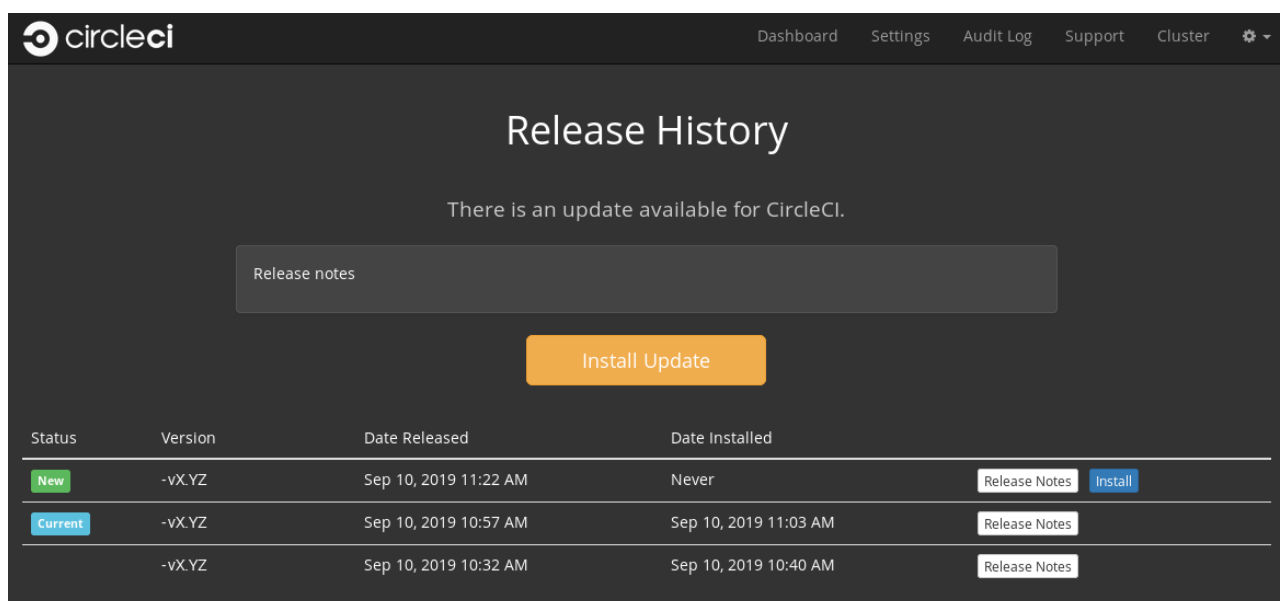 circleci Dashboard Settings Audit Log Support Cluster
Release History
There is an update available for CircleCI.
Release notes
Install Update
Status Version Date Released Date Installed
New -vX.YZ Sep 10, 2019 11:22 AM Never Release Notes Install
Current -vX.YZ Sep 10, 2019 10:57 AM Sep 10, 2019 11:03 AM Release Notes
-vX.YZ Sep 10, 2019 10:32 AM Sep 10, 2019 10:40 AM Release Notes